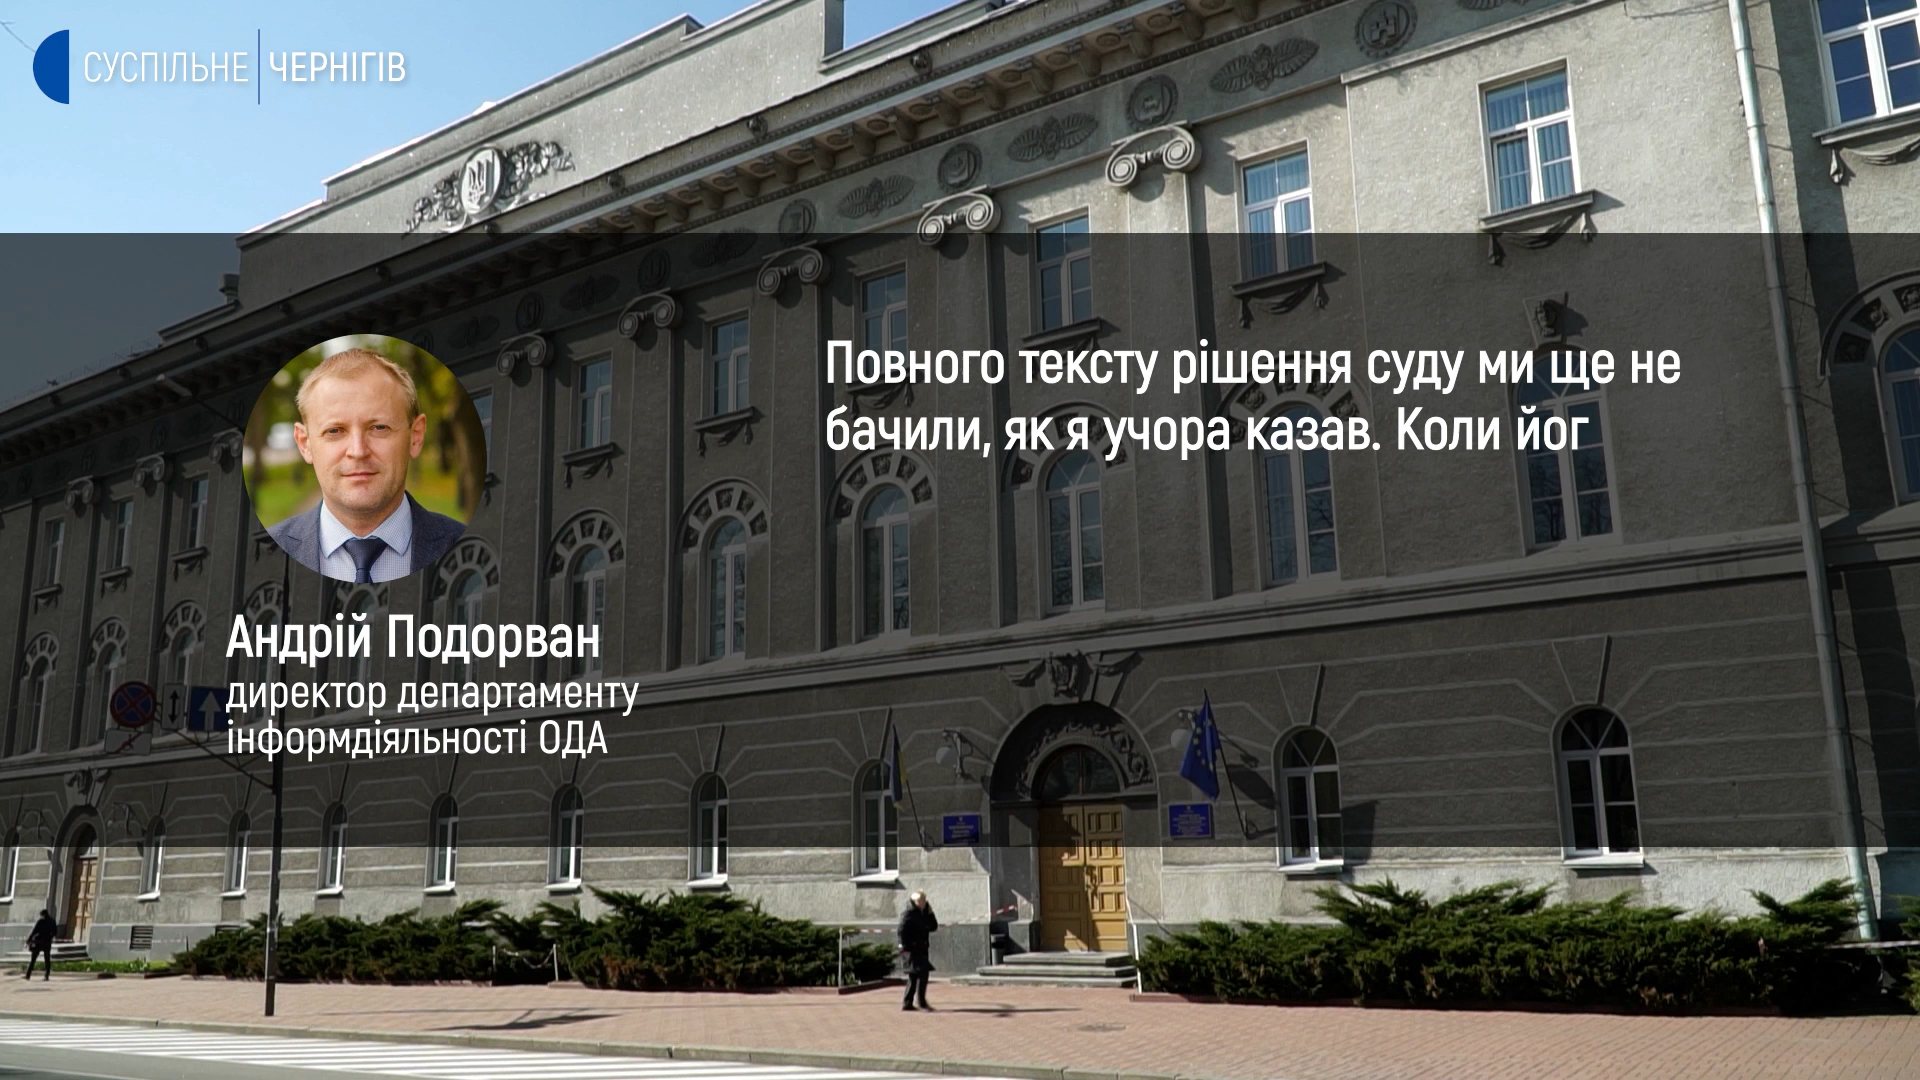 СУСПІЛЬНЕ ЧЕРНІГІВ
Повного тексту рішення суду ми ще не
бачили, як я учора казав. Коли йог
Андрій Подорван
директор департаменту
інформдіяльності ОДА